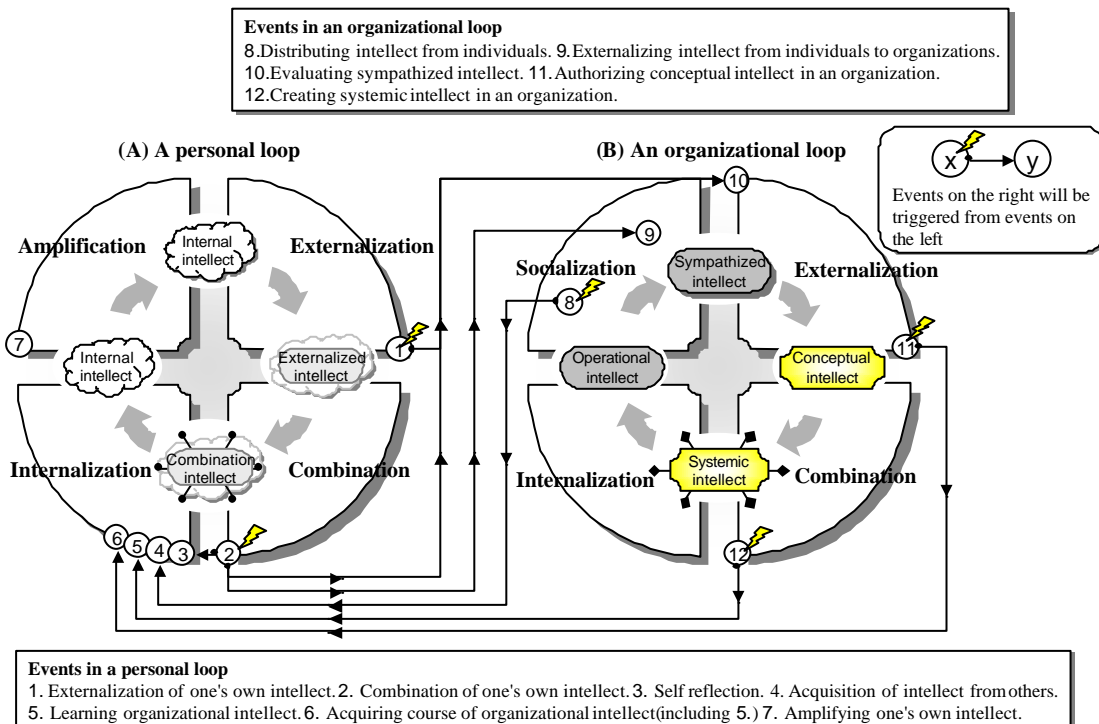 Events in an organizational loop
8.Distributing intellect from individuals. 9.Externalizing intellect from individuals to organizations.
10.Evaluating sympathized intellect. 11.Authorizing conceptual intellect in an organization.
12.Creating systemic intellect in an organization.
(A) A personal loop
(B) An organizational loop
x
y
Events on the right will be
triggered from events on
the left
Amplification
Internal
intellect
Externalization
7
Internal
intellect
Externalized
intellect
1
Internalization
Combination
intellect
Combination
6
5
4
3
2
10
9
Socialization
Sympathized
intellect
Externalization
8
Operational
intellect
Conceptual
intellect
11
Internalization
Systemic
intellect
Combination
12
Events in a personal loop
1. Externalization of one's own intellect. 2. Combination of one's own intellect. 3. Self reflection. 4. Acquisition of intellect from others.
5. Learning organizational intellect. 6. Acquiring course of organizational intellect(including 5.) 7. Amplifying one's own intellect.